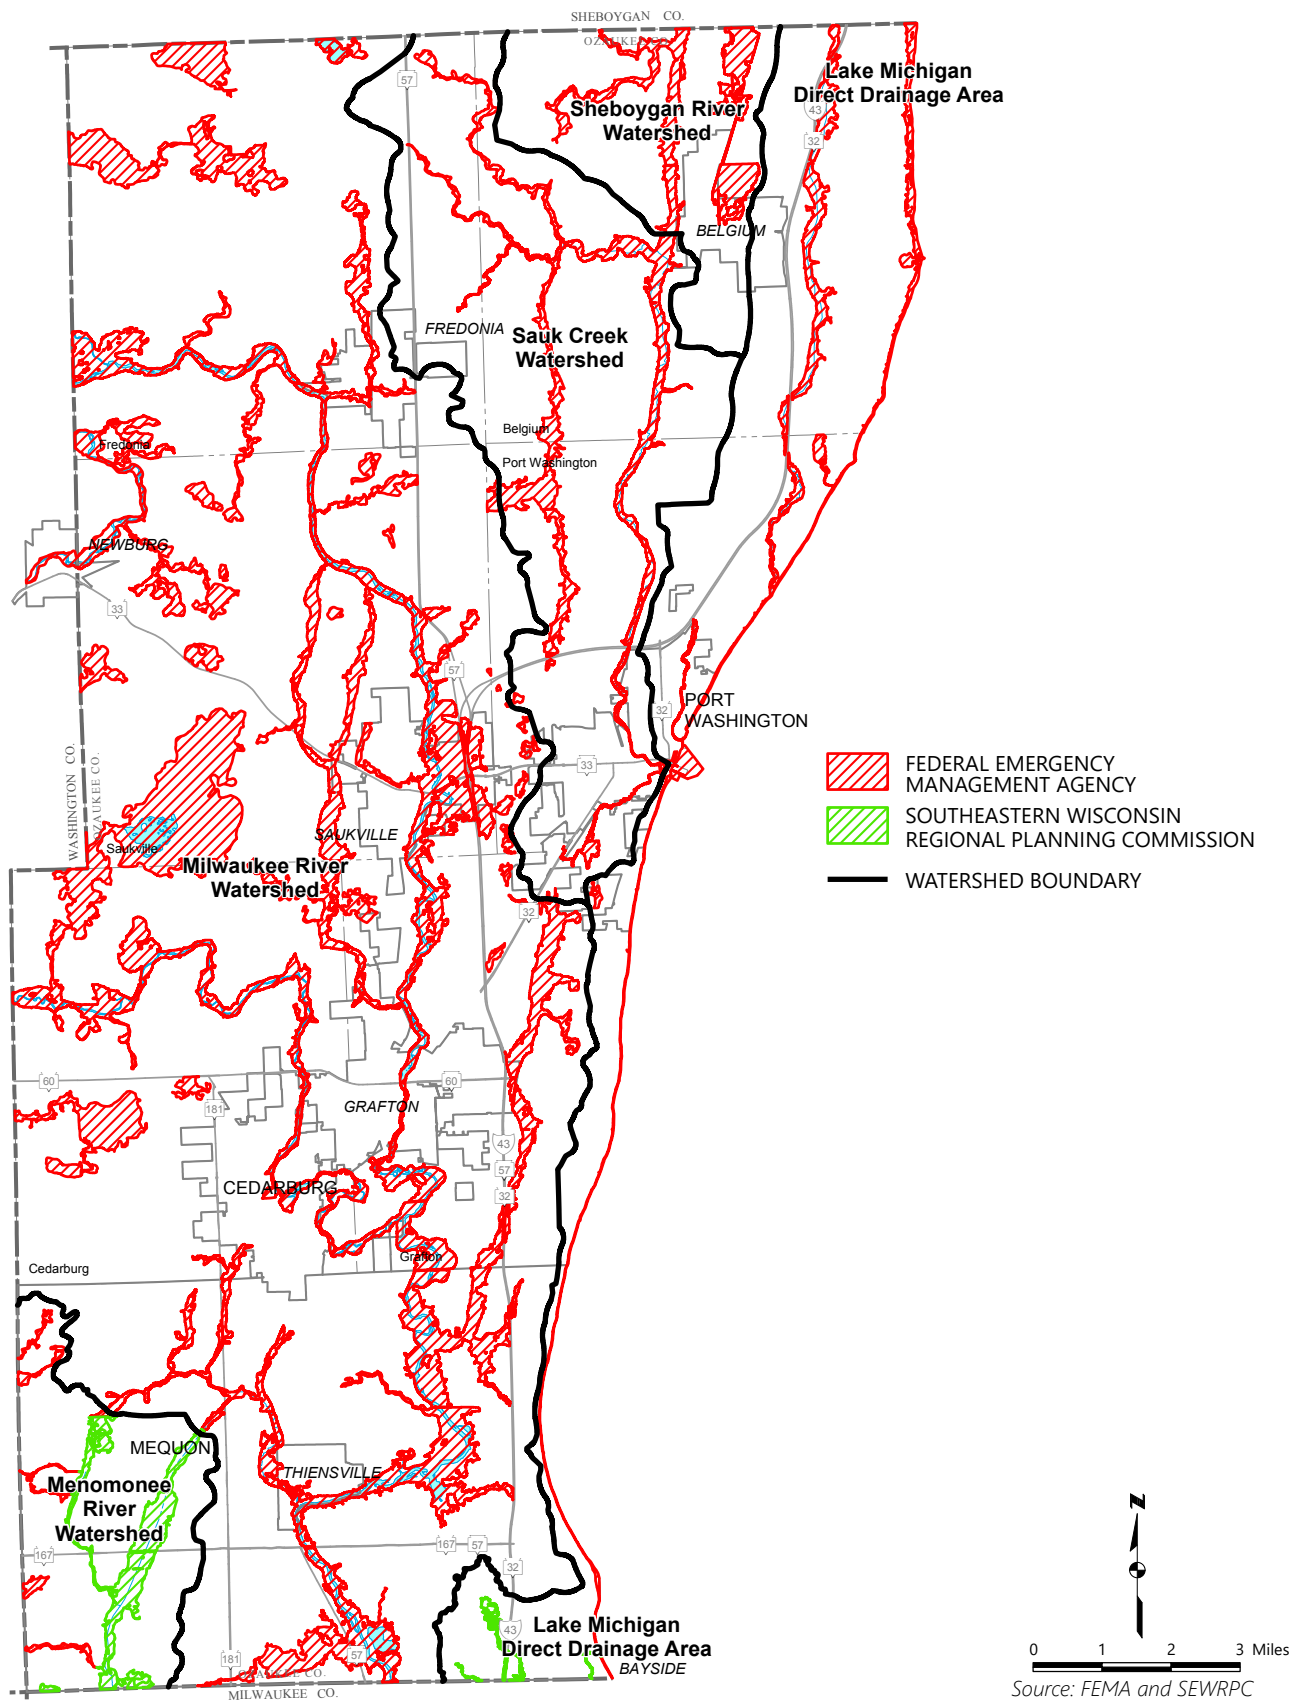 SHEBOYGAN CO.
OZAUKEE CO.
Lake Michigan
Direct Drainage Area
57
43
Sheboygan River
Watershed
32
BELGIUM
FREDONIA
Sauk Creek
Watershed
Belgium
Fredonia
Port Washington
NEWBURG
33
57
PORT
WASHINGTON
32
WASHINGTON CO.
OZAUKEE CO.
33
FEDERAL EMERGENCY
MANAGEMENT AGENCY
SOUTHEASTERN WISCONSIN
REGIONAL PLANNING COMMISSION
WATERSHED BOUNDARY
SAUKVILLE
Saukville
Milwaukee River
Watershed
32
60
60
181
GRAFTON
43
57
32
CEDARBURG
Grafton
Cedarburg
MEQUON
THIENSVILLE
Menomonee
River
Watershed
167
167
57
32
43
Lake Michigan
Direct Drainage Area
BAYSIDE
181
57
OZAUKEE CO.
MILWAUKEE CO.
N
0 1 2 3 Miles
Source: FEMA and SEWRPC